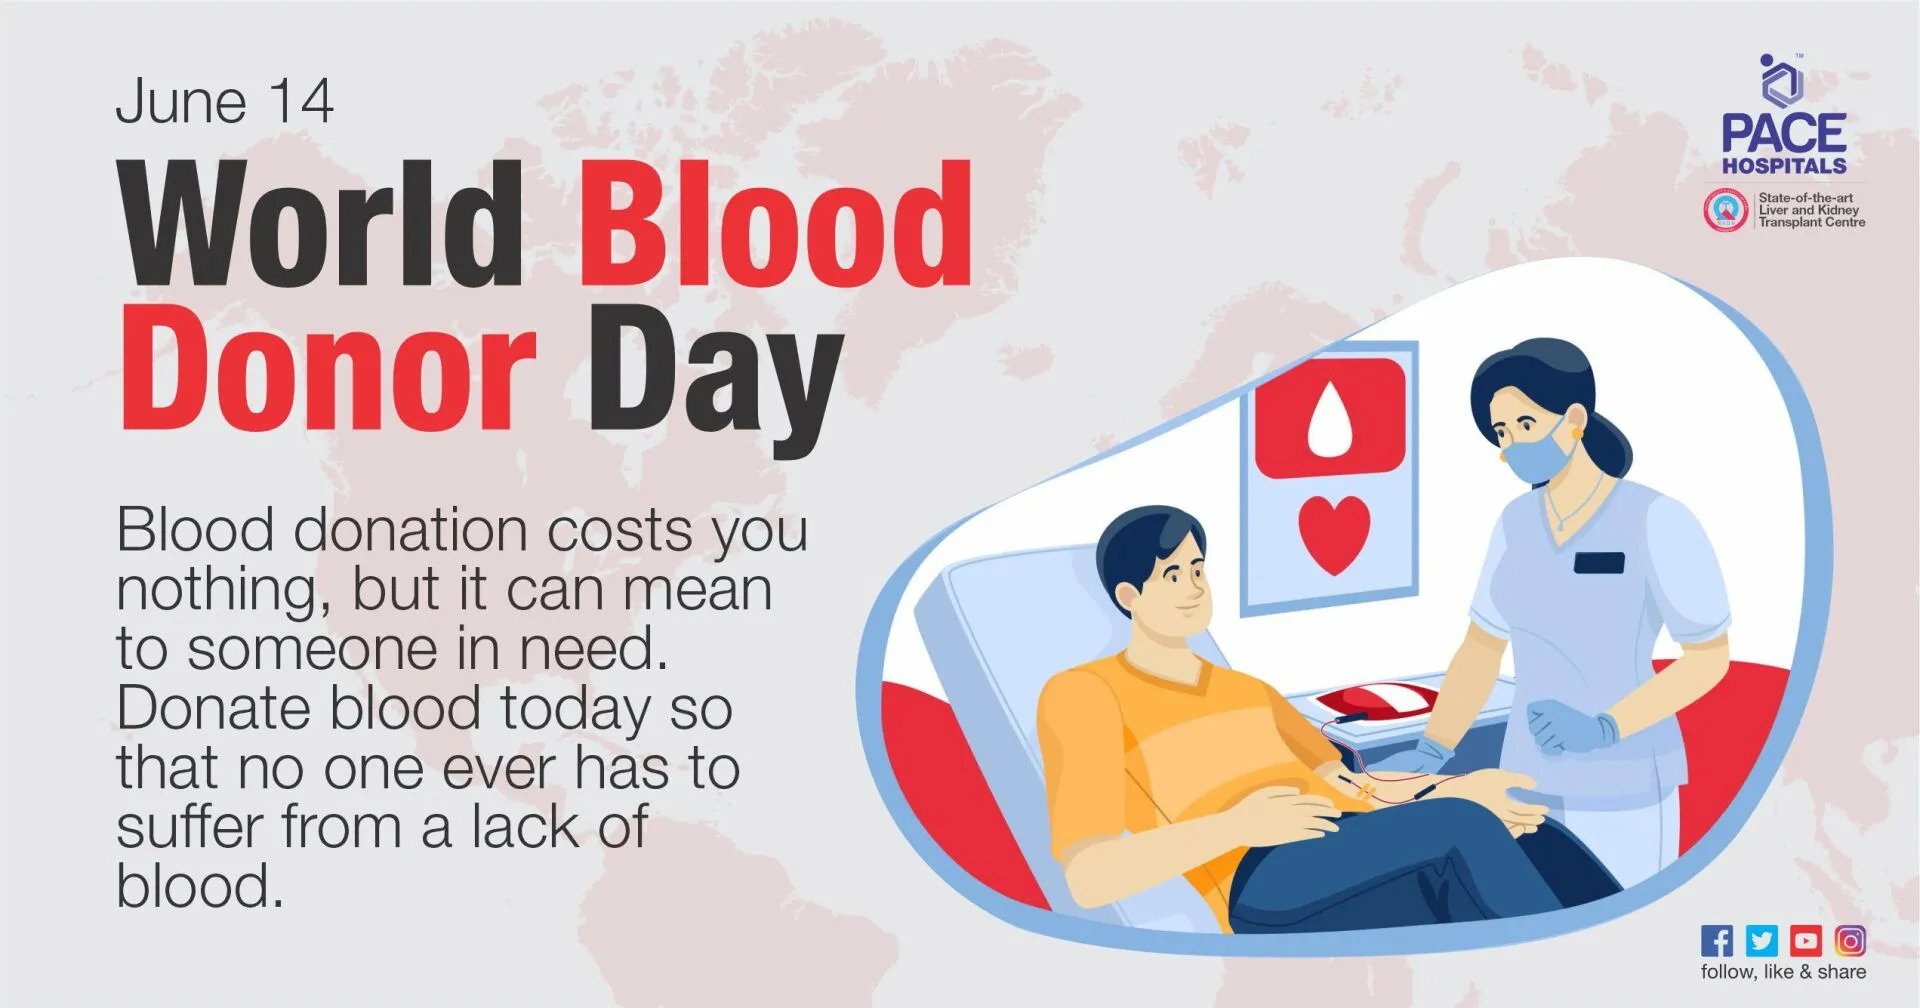 June 14
World Blood
Donor Day
Blood donation costs you
nothing, but it can mean
to someone in need.
Donate blood today so
that no one ever has to
suffer from a lack of
blood.
TM
PACE
HOSPITALS
State-of-the-art
Liver and Kidney
Transplant Centre
follow, like & share